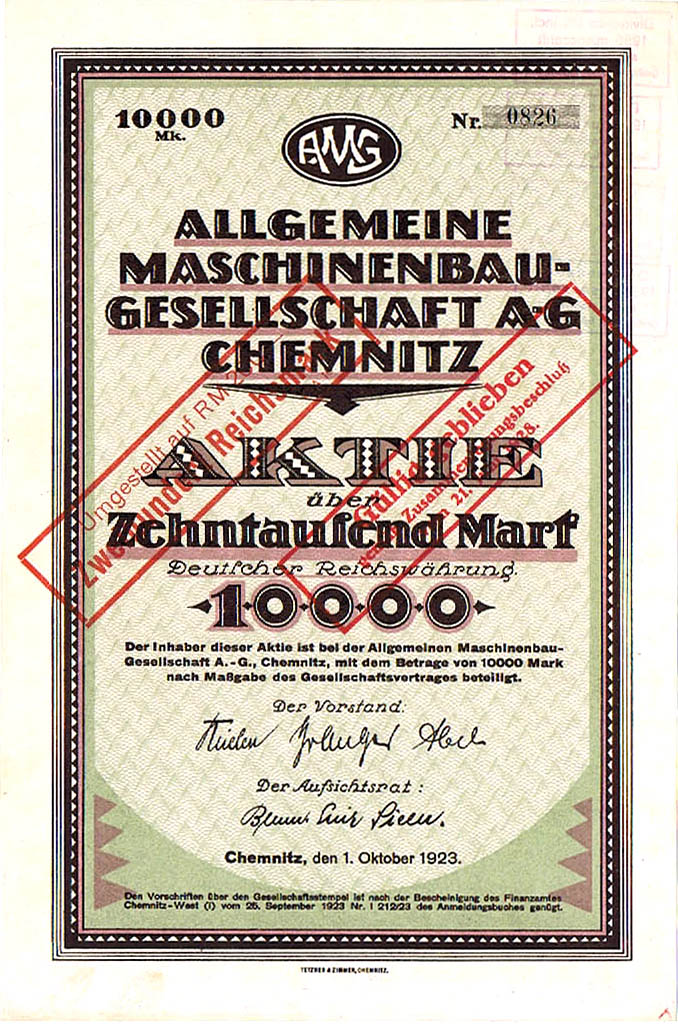 10000
Mk.
Nr. 0826
AMG
ALLGEMEINE
MASCHINENBAU-
GESELLSCHAFT A-G
CHEMNITZ
Umgestellt auf RM
Zweihundert Reichsmark
Gültig geblieben
Zusammenlegungsbeschluß
21.
AKTIE
über
Zehntausend Mark
Deutscher Reichswährung.
10000
Der Inhaber dieser Aktie ist bei der Allgemeinen Maschinenbau-
Gesellschaft A.-G., Chemnitz, mit dem Betrage von 10000 Mark
nach Maßgabe des Gesellschaftsvertrages beteiligt.
Der Vorstand:
Der Aufsichtsrat:
Chemnitz, den 1. Oktober 1923.
Den Vorschriften über den Gesellschaftsstempel ist nach der Bescheinigung des Finanzamtes
Chemnitz-West (I) vom 25. September 1923 Nr. I 212/23 des Anmeldungsbuches genügt.
TETZNER & ZIMMER, CHEMNITZ.